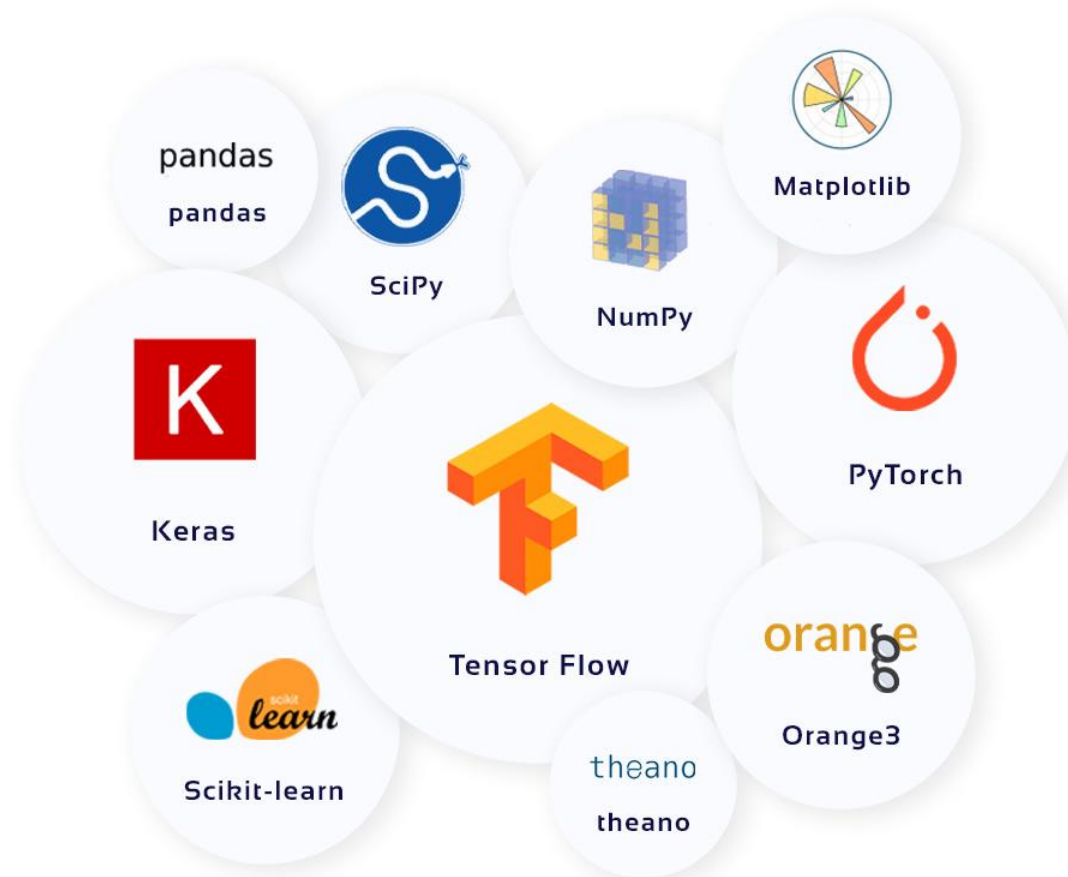 pandas
pandas
SciPy
NumPy
Matplotlib
K
Keras
Tensor Flow
PyTorch
scikit
learn
Scikit-learn
theano
theano
orange
Orange3